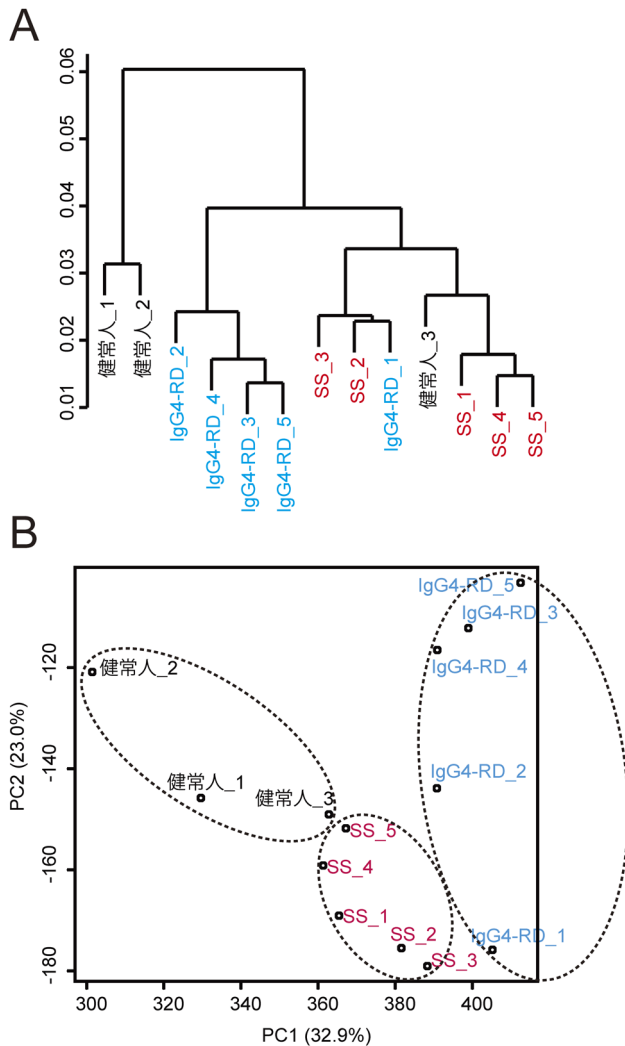 A
0.06
0.05
0.04
0.03
0.02
0.01
健常人_1
健常人_2
IgG4-RD_2
IgG4-RD_4
IgG4-RD_3
IgG4-RD_5
SS_3
SS_2
IgG4-RD_1
健常人_3
SS_1
SS_4
SS_5
B
IgG4-RD_5
IgG4-RD_3
IgG4-RD_4
健常人_2
IgG4-RD_2
健常人_1
健常人_3
SS_5
SS_4
SS_1
SS_2
IgG4-RD_1
SS_3
-120
-140
-160
-180
PC2 (23.0%)
300 320 340 360 380 400
PC1 (32.9%)